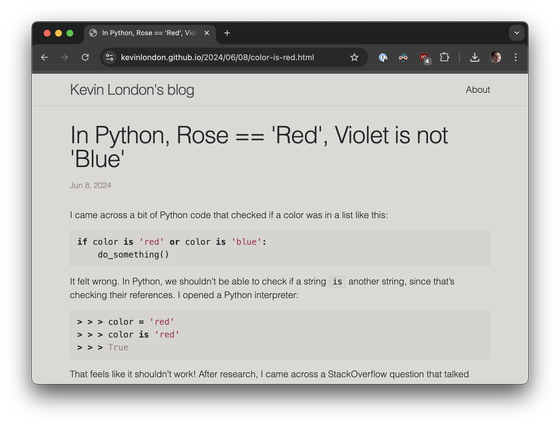 In Python, Rose == 'Red', Vio
kevinlondon.github.io/2024/06/08/color-is-red.html
4
Kevin London's blog
About
In Python, Rose == 'Red', Violet is not
'Blue'
Jun 8, 2024
I came across a bit of Python code that checked if a color was in a list like this:
if color is 'red' or color is 'blue':
do_something()
It felt wrong. In Python, we shouldn't be able to check if a string is another string, since that's
checking their references. I opened a Python interpreter:
> > > color = 'red'
> > > color is 'red'
> > > True
That feels like it shouldn't work! After research, I came across a StackOverflow question that talked